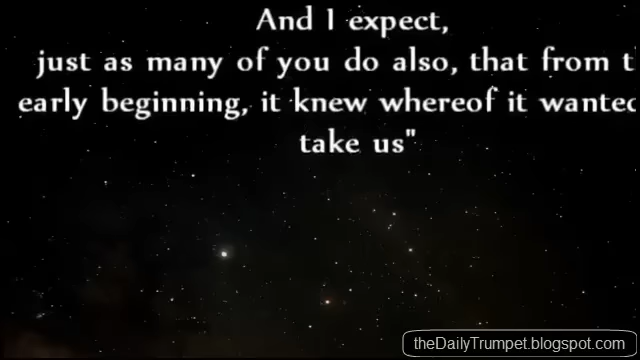 And I expect,
just as many of you do also, that from t
early beginning, it knew whereof it wanted
take us"
theDailyTrumpet.blogspot.com